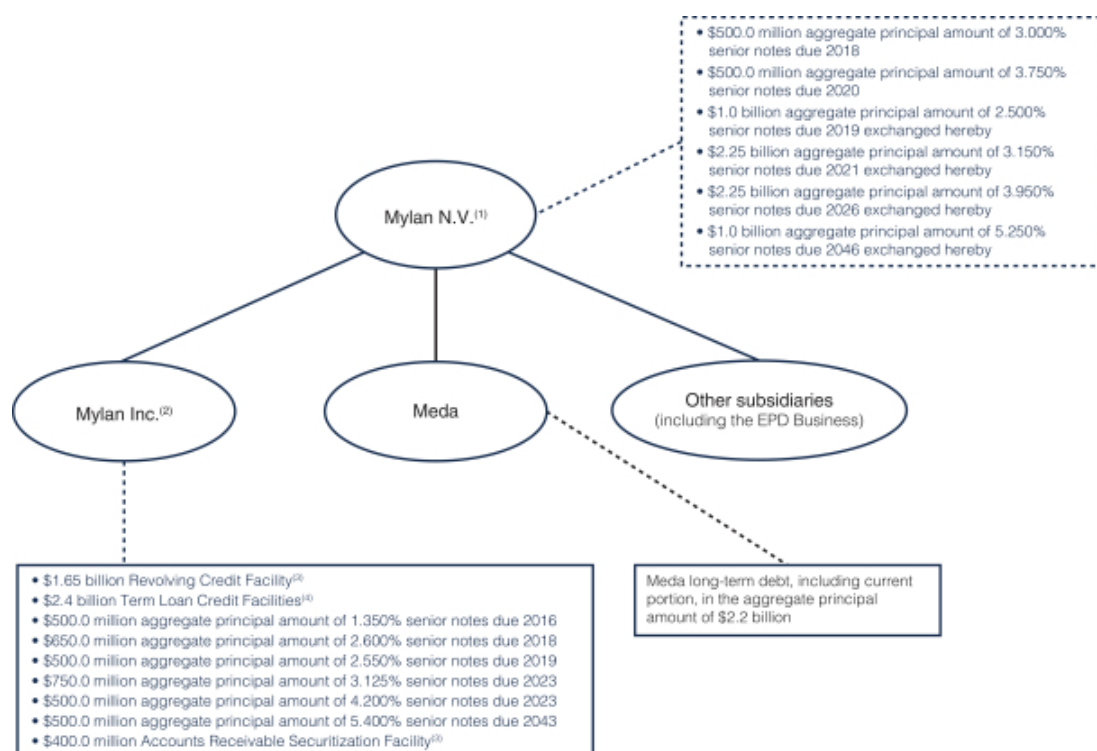 • $500.0 million aggregate principal amount of 3.000%
senior notes due 2018
• $500.0 million aggregate principal amount of 3.750%
senior notes due 2020
• $1.0 billion aggregate principal amount of 2.500%
senior notes due 2019 exchanged hereby
• $2.25 billion aggregate principal amount of 3.150%
senior notes due 2021 exchanged hereby
• $2.25 billion aggregate principal amount of 3.950%
senior notes due 2026 exchanged hereby
• $1.0 billion aggregate principal amount of 5.250%
senior notes due 2046 exchanged hereby
Mylan N.V.(1)
Mylan Inc.(2)
Meda
Other subsidiaries
(including the EPD Business)
• $1.65 billion Revolving Credit Facility(3)
• $2.4 billion Term Loan Credit Facilities(4)
• $500.0 million aggregate principal amount of 1.350% senior notes due 2016
• $650.0 million aggregate principal amount of 2.600% senior notes due 2018
• $500.0 million aggregate principal amount of 2.550% senior notes due 2019
• $750.0 million aggregate principal amount of 3.125% senior notes due 2023
• $500.0 million aggregate principal amount of 4.200% senior notes due 2023
• $500.0 million aggregate principal amount of 5.400% senior notes due 2043
• $400.0 million Accounts Receivable Securitization Facility(3)
Meda long-term debt, including current
portion, in the aggregate principal
amount of $2.2 billion